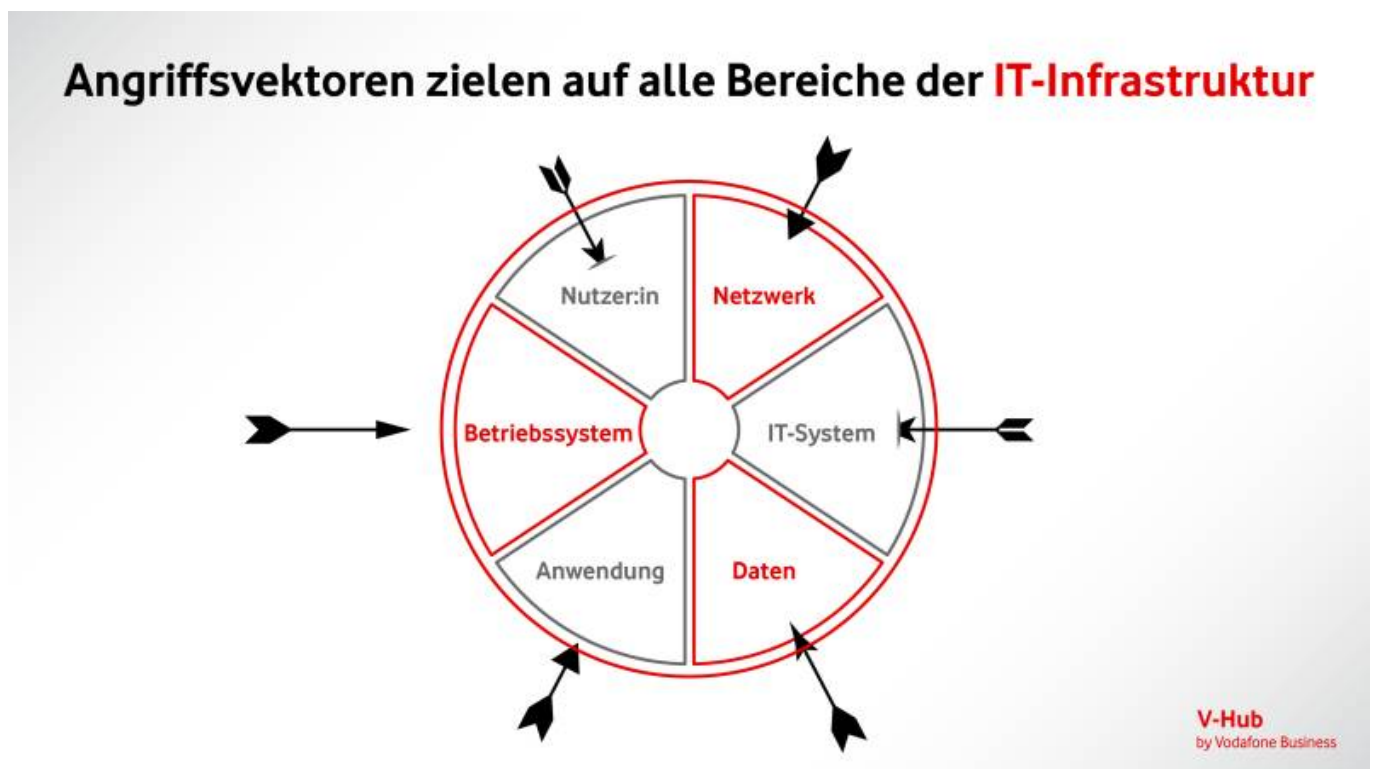 Angriffsvektoren zielen auf alle Bereiche der IT-Infrastruktur
Nutzer:in
Netzwerk
Betriebssystem
IT-System
Anwendung
Daten
V-Hub
by Vodafone Business